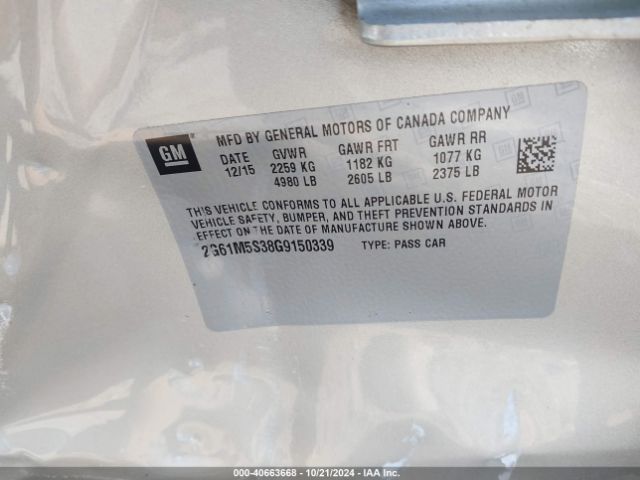 GM
MFD BY GENERAL MOTORS OF CANADA COMPANY
DATE GVWR GAWR FRT GAWR RR
12/15 2259 KG 1182 KG 1077 KG
4980 LB 2605 LB 2375 LB
THIS VEHICLE CONFORMS TO ALL APPLICABLE U.S. FEDERAL MOTOR
VEHICLE SAFETY, BUMPER, AND THEFT PREVENTION STANDARDS IN
EFFECT ON THE DATE OF MANUFACTURE SHOWN ABOVE.
2G61M5S38G9150339 TYPE: PASS CAR
000-40663668 - 10/21/2024 - IAA Inc.